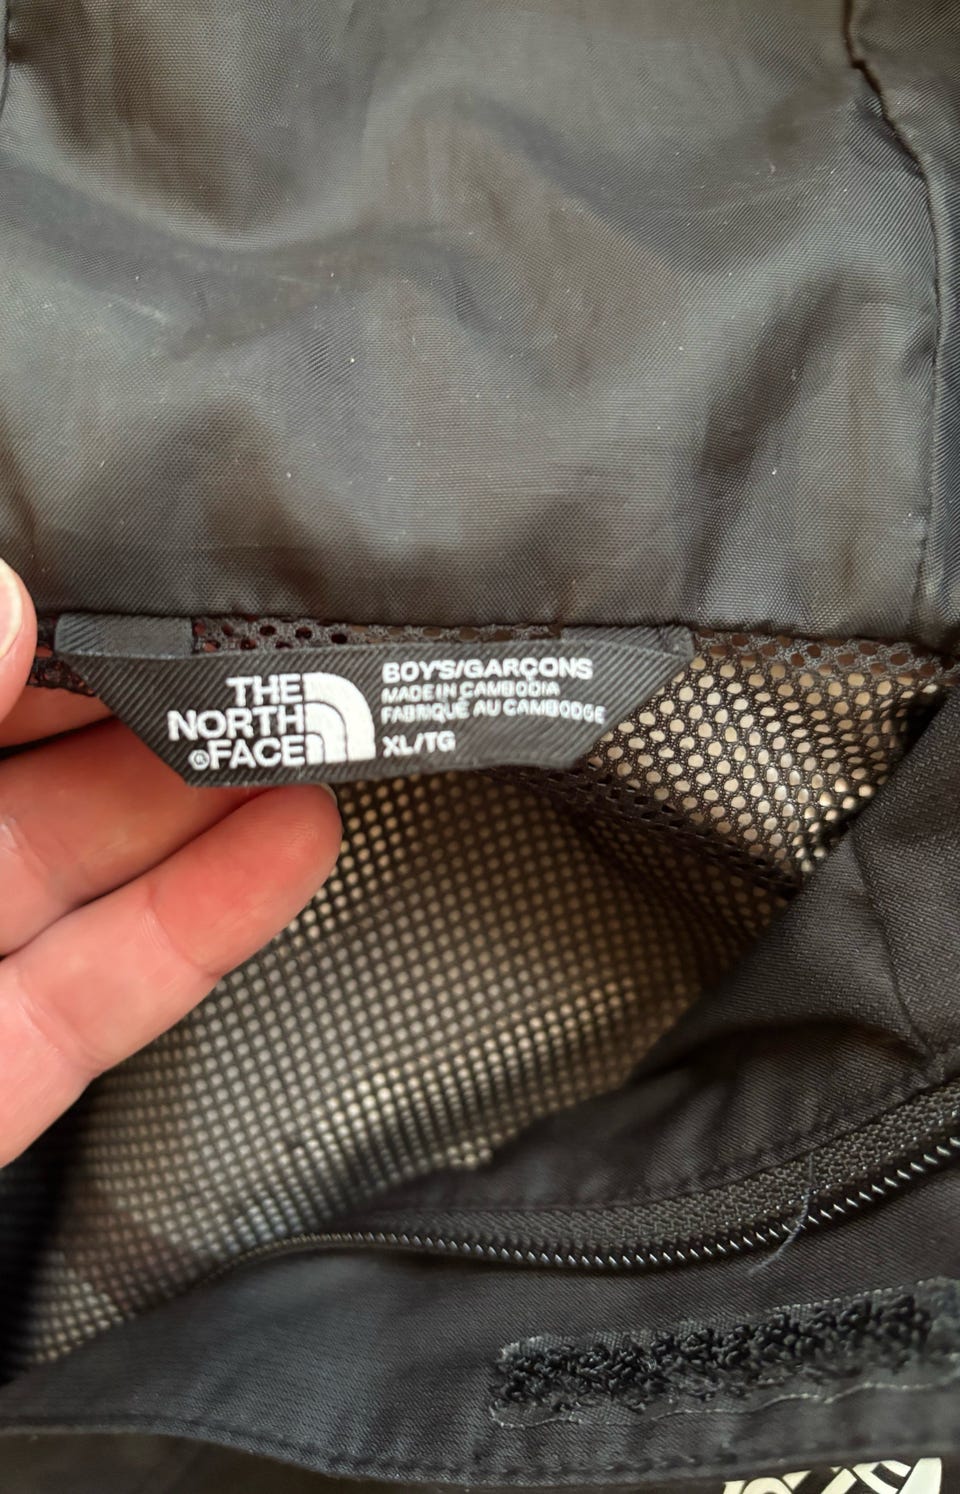 THE
NORTH
®FACE
BOY'S/GARÇONS
MADE IN CAMBODIA
FABRIQUÉ AU CAMBODGE
XL/TG